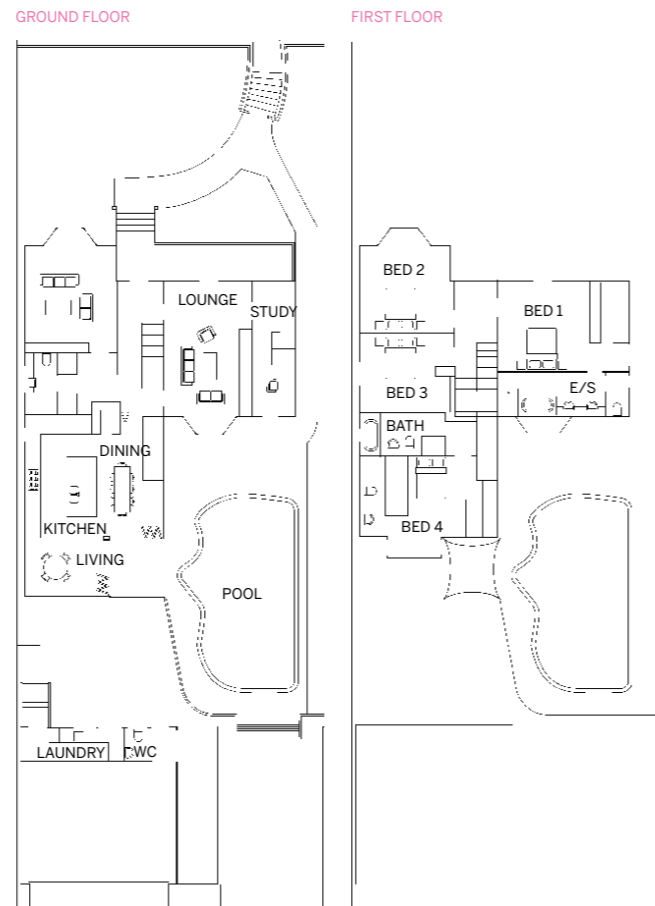 GROUND FLOOR
FIRST FLOOR
LOUNGE
STUDY
DINING
KITCHEN
LIVING
POOL
LAUNDRY
WC
BED 2
BED 1
BED 3
E/S
BATH
BED 4